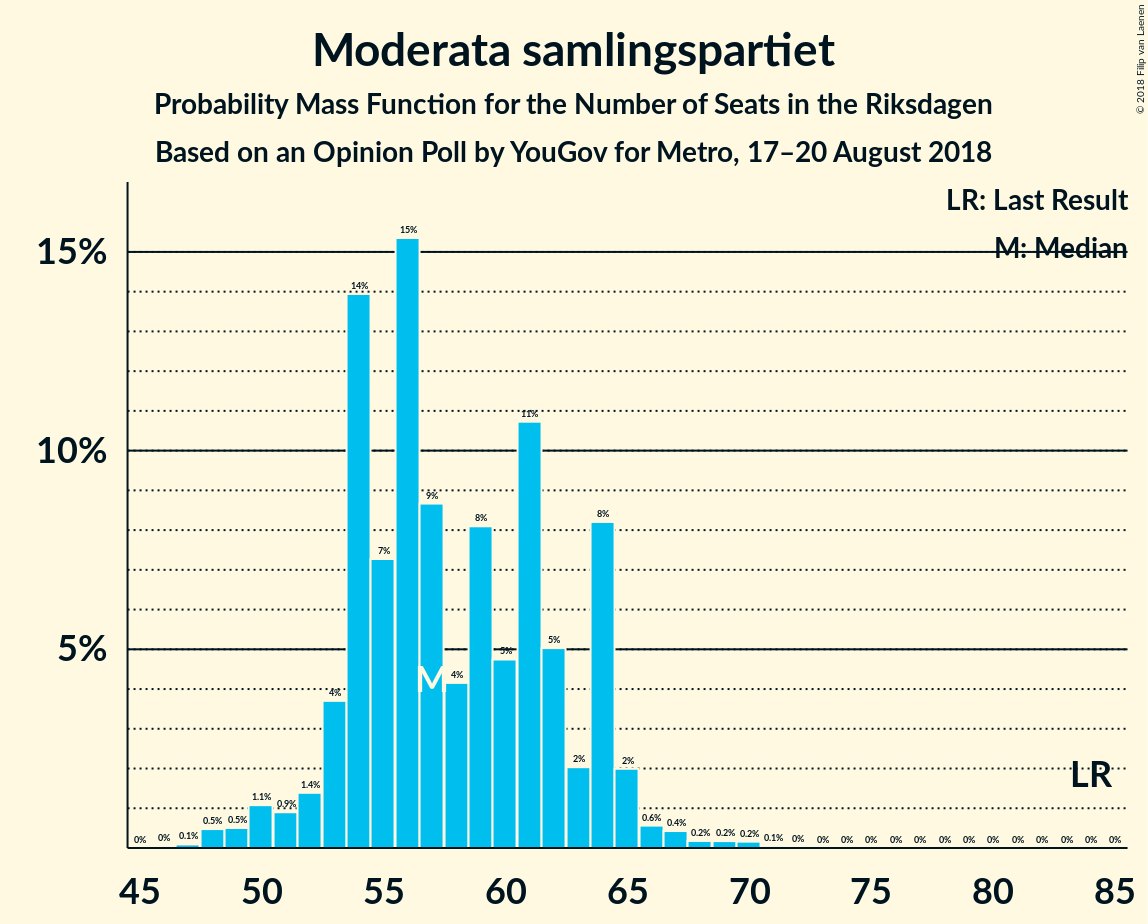 Moderata samlingspartiet
Probability Mass Function for the Number of Seats in the Riksdagen
Based on an Opinion Poll by YouGov for Metro, 17–20 August 2018
© 2018 Filip van Laenen
LR: Last Result
M: Median
15%
10%
5%
0% 0% 0.1% 0.5% 0.5% 1.1% 0.9% 1.4% 4% 14% 7% 15% 9% 4% 8% 5% 11% 5% 2% 8% 2% 0.6% 0.4% 0.2% 0.2% 0.2% 0.1% 0% 0% 0% 0% 0% 0% 0% 0% 0% 0% 0% 0% 0% 0%
M
LR
45 50 55 60 65 70 75 80 85